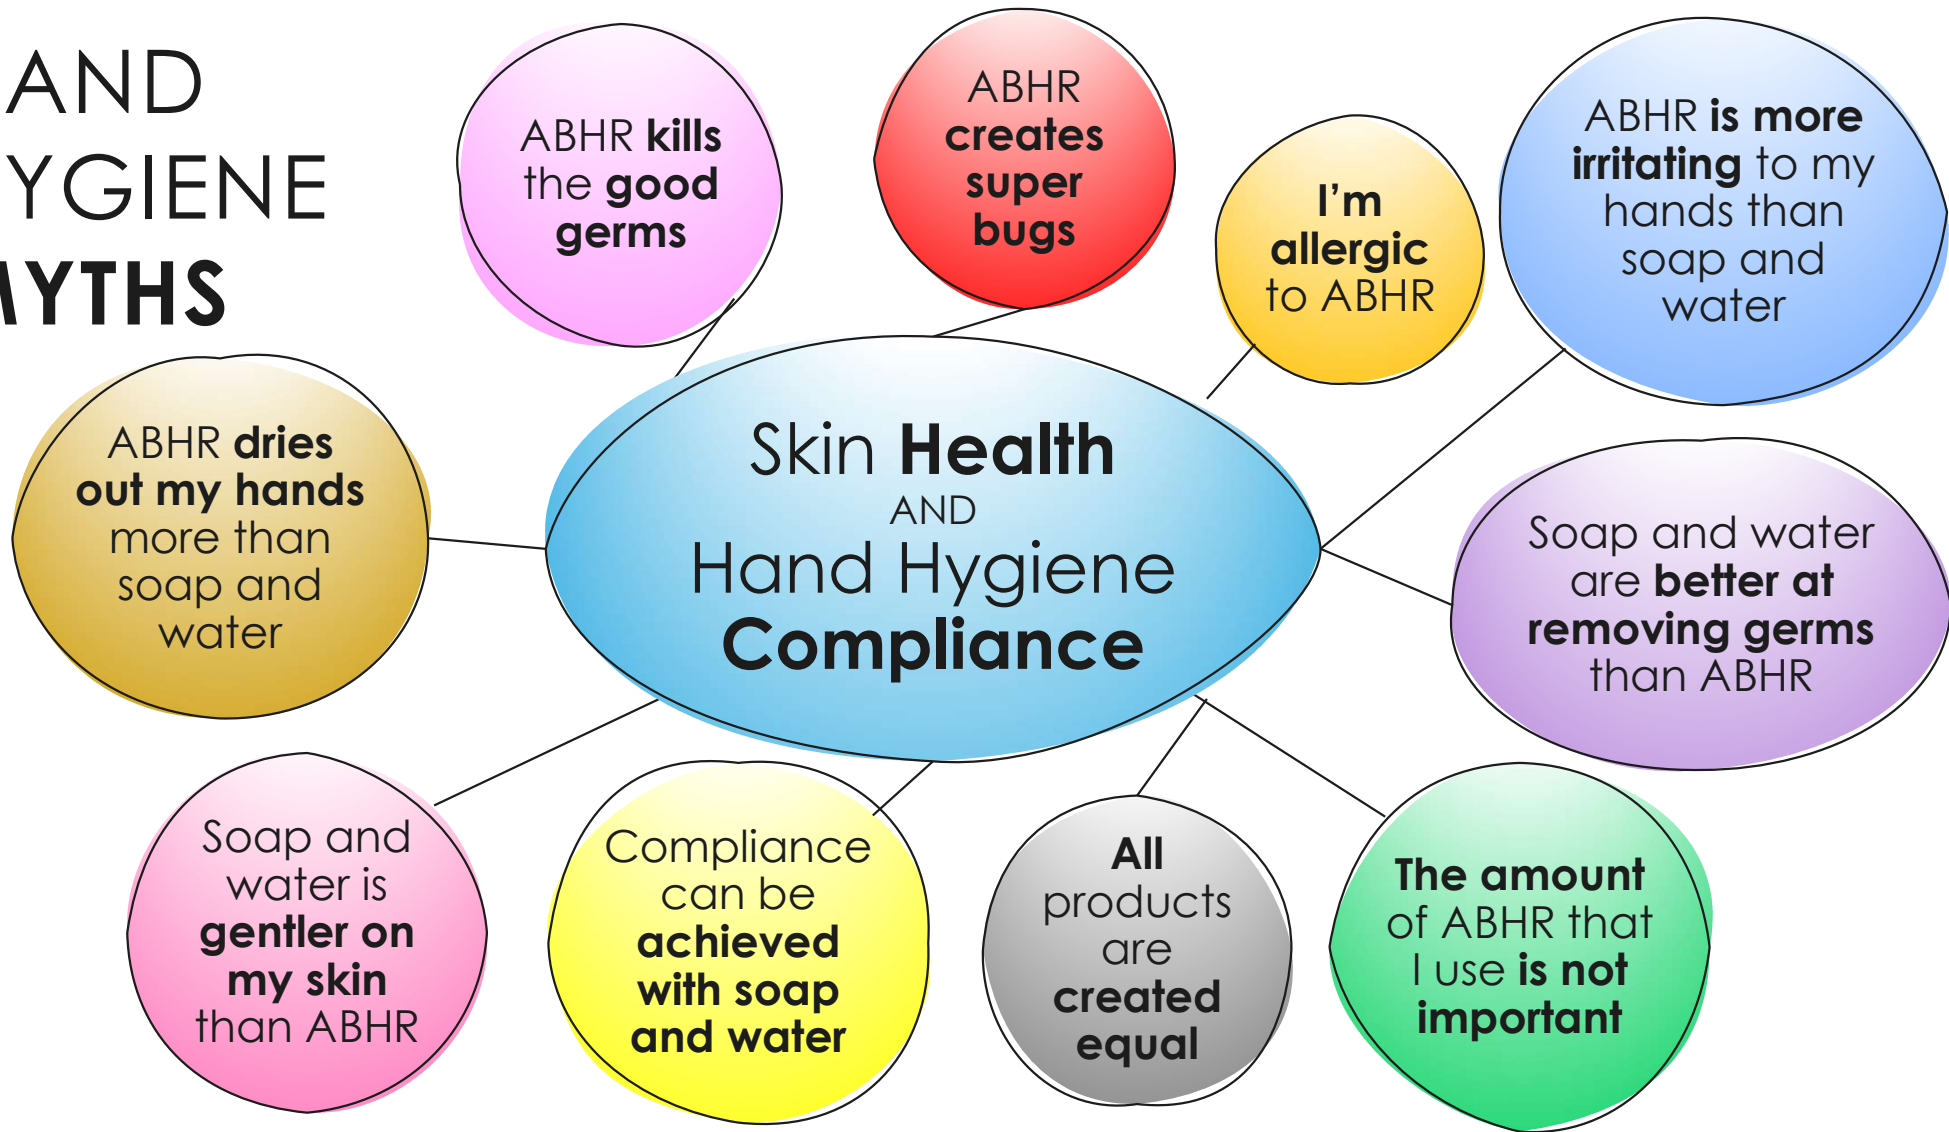 AND
YGIENE
MYTHS
ABHR kills
the good
germs
ABHR
creates
super
bugs
I'm
allergic
to ABHR
ABHR is more
irritating to my
hands than
soap and
water
ABHR dries
out my hands
more than
soap and
water
Skin Health
AND
Hand Hygiene
Compliance
Soap and water
are better at
removing germs
than ABHR
Soap and
water is
gentler on
my skin
than ABHR
Compliance
can be
achieved
with soap
and water
All
products
are
created
equal
The amount
of ABHR that
I use is not
important